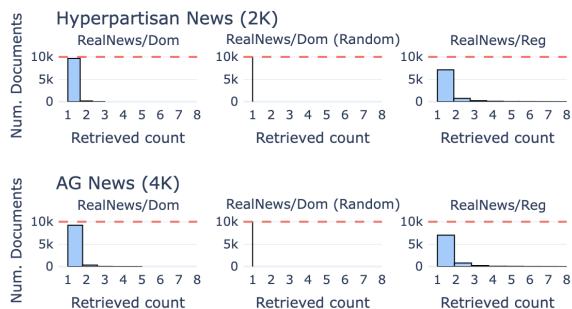 Hyperpartisan News (2K)
RealNews/Dom
RealNews/Dom (Random)
RealNews/Reg
Num. Documents
10k
5k
0
1 2 3 4 5 6 7 8
Retrieved count
10k
5k
0
1 2 3 4 5 6 7 8
Retrieved count
10k
5k
0
1 2 3 4 5 6 7 8
Retrieved count
AG News (4K)
RealNews/Dom
RealNews/Dom (Random)
RealNews/Reg
Num. Documents
10k
5k
0
1 2 3 4 5 6 7 8
Retrieved count
10k
5k
0
1 2 3 4 5 6 7 8
Retrieved count
10k
5k
0
1 2 3 4 5 6 7 8
Retrieved count